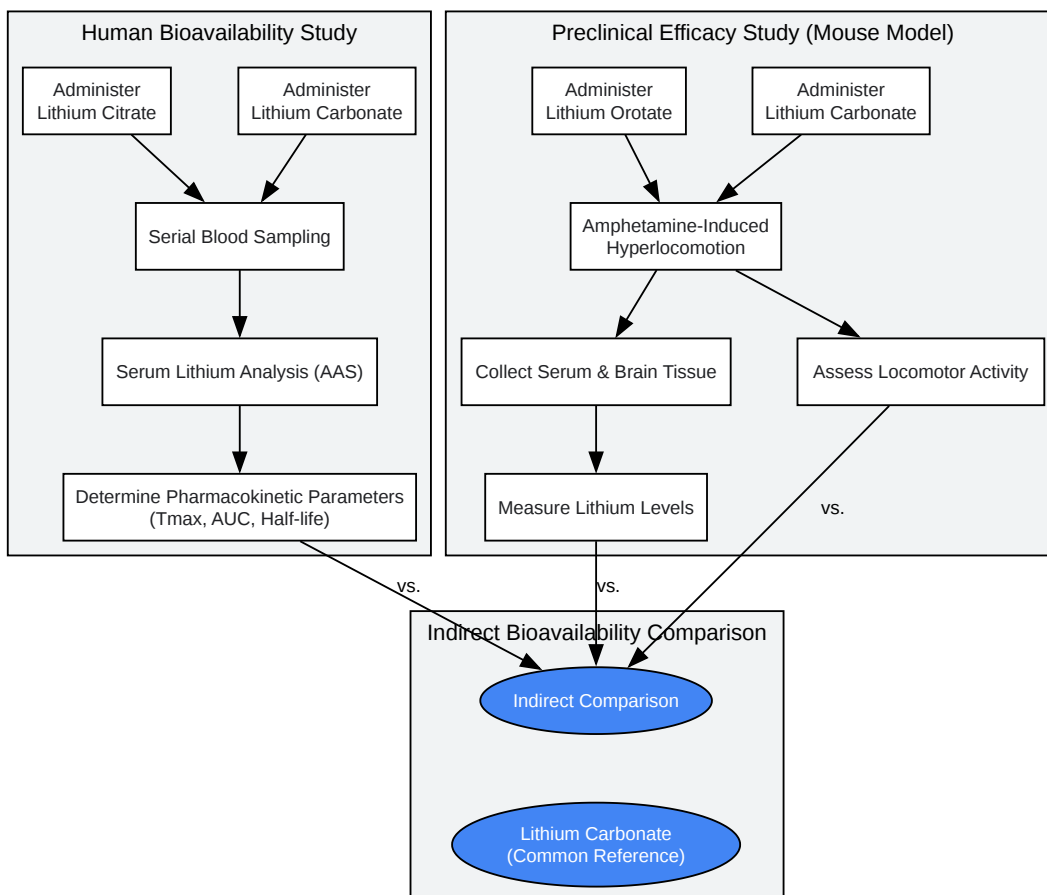 Human Bioavailability Study
Administer
Lithium Citrate
Administer
Lithium Carbonate
Serial Blood Sampling
Serum Lithium Analysis (AAS)
Determine Pharmacokinetic Parameters
(Tmax, AUC, Half-life)
Preclinical Efficacy Study (Mouse Model)
Administer
Lithium Orotate
Administer
Lithium Carbonate
Amphetamine-Induced
Hyperlocomotion
Collect Serum & Brain Tissue
Assess Locomotor Activity
Measure Lithium Levels
vs.
vs.
vs.
Indirect Bioavailability Comparison
Indirect Comparison
Lithium Carbonate
(Common Reference)